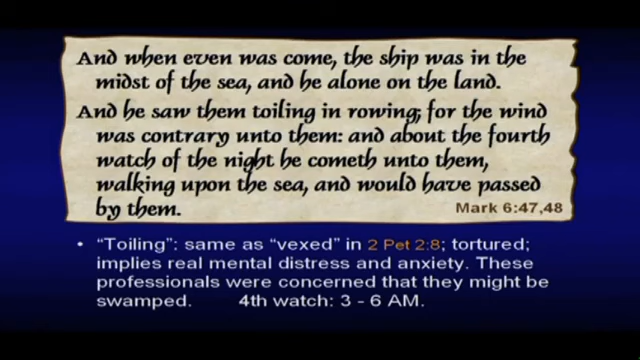 And when even was come, the ship was in the
midst of the sea, and he alone on the land.
And he saw them toiling in rowing; for the wind
was contrary unto them: and about the fourth
watch of the night he cometh unto them,
walking upon the sea, and would have passed
by them.
Mark 6:47,48
• "Toiling": same as "vexed" in 2 Pet 2:8; tortured;
implies real mental distress and anxiety. These
professionals were concerned that they might be
swamped. 4th watch: 3 - 6 AM.